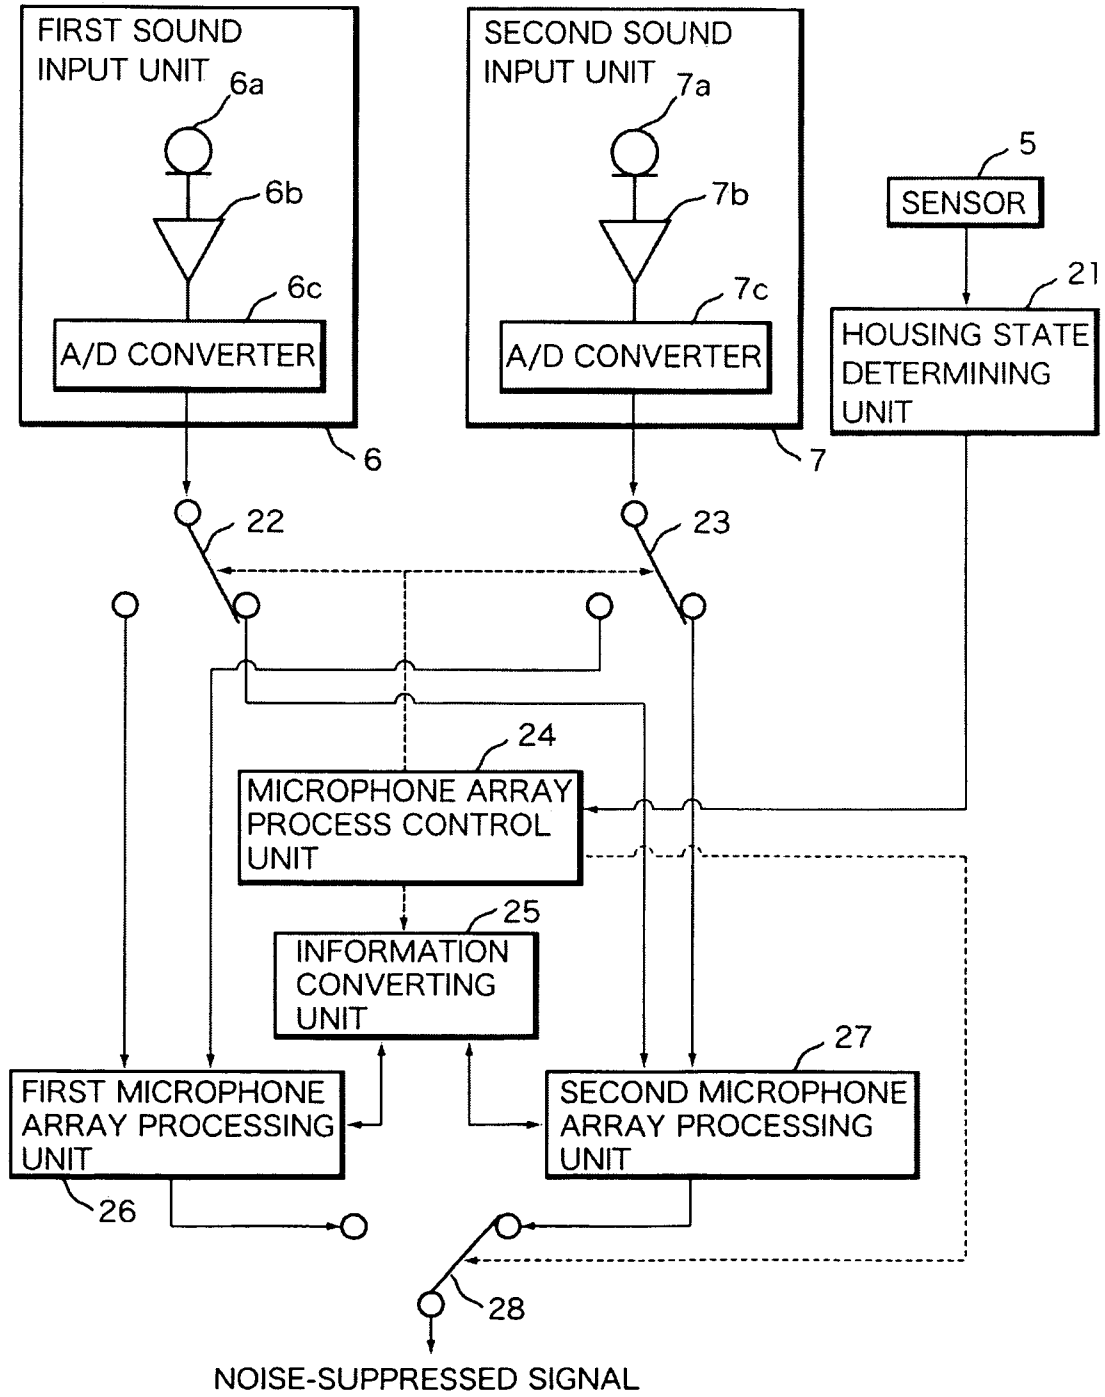 FIRST SOUND
INPUT UNIT
6a
6b
6c
A/D CONVERTER
6
SECOND SOUND
INPUT UNIT
7a
7b
7c
A/D CONVERTER
7
5
SENSOR
21
HOUSING STATE
DETERMINING
UNIT
22
23
24
MICROPHONE ARRAY
PROCESS CONTROL
UNIT
25
INFORMATION
CONVERTING
UNIT
FIRST MICROPHONE
ARRAY PROCESSING
UNIT
26
27
SECOND MICROPHONE
ARRAY PROCESSING
UNIT
28
NOISE-SUPPRESSED SIGNAL